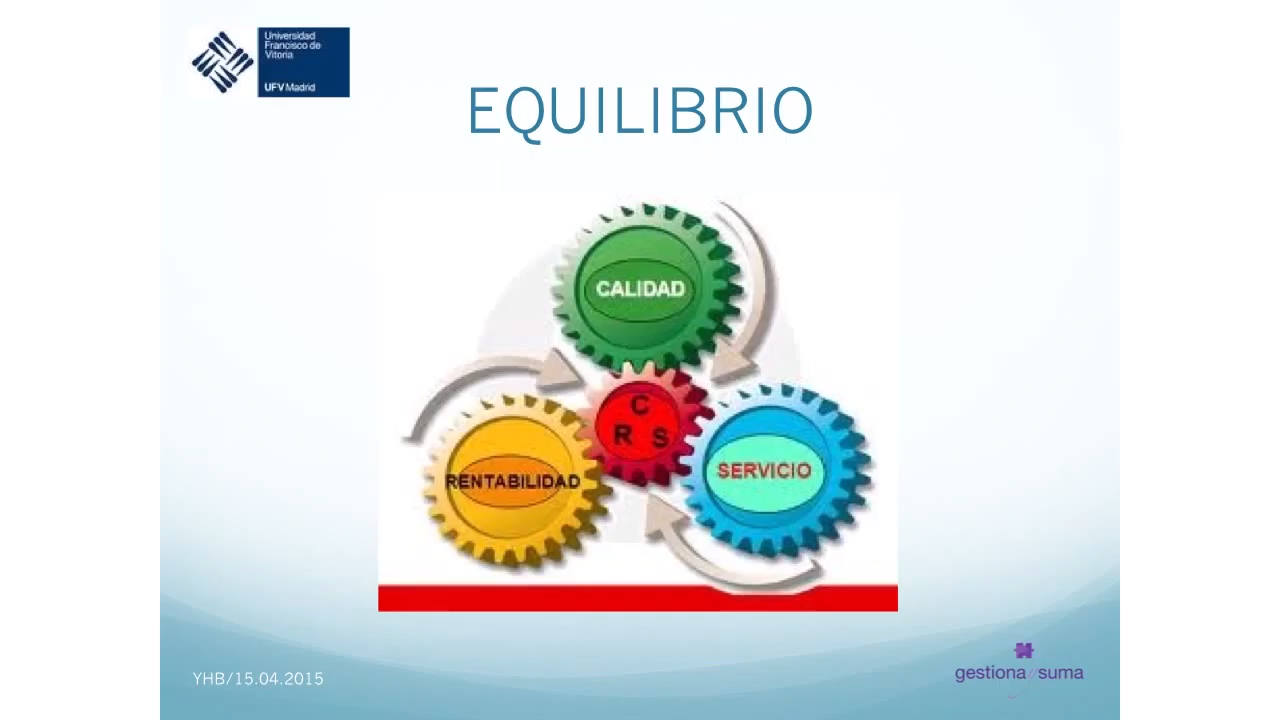 Universidad
Francisco de
Vitoria
UFV Madrid
EQUILIBRIO
CALIDAD
C
R S
RENTABILIDAD
SERVICIO
YHB/15.04.2015
gestiona//suma